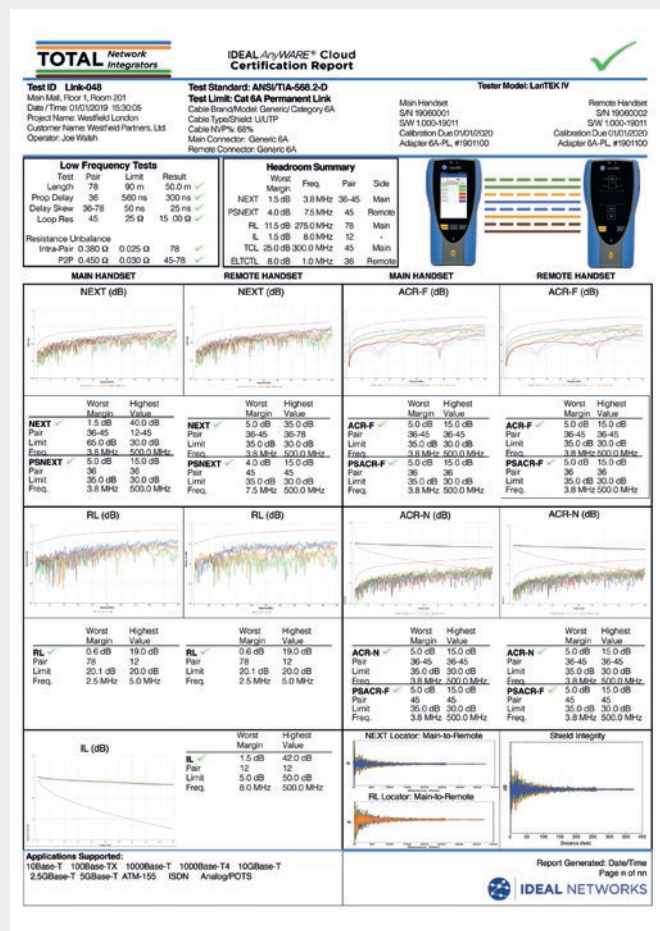 TOTAL Network Integrators
IDEAL AnyWARE® Cloud
Certification Report
Test ID Link-048
Main Mall, Floor 1, Room 201
Date / Time: 01/01/2019 15:30:05
Project Name: Westfield London
Customer Name: Westfield Partners, Ltd.
Operator: Joe Walsh
Test Standard: ANSI/TIA-568.2-D
Test Limit: Cat 6A Permanent Link
Cable Brand/Model: Generic/ Category 6A
Cable Type/Shield: U/UTP
Cable NVP%: 68%
Main Connector: Generic 6A
Remote Connector: Generic 6A
Tester Model: LanTEK IV
Main Handset
S/N 19060001
S/W 1.000-19011
Calibration Due 01/01/2020
Adapter 6A-PL, #1901100
Remote Handset
S/N 19060002
S/W 1.000-19011
Calibration Due 01/01/2020
Adapter 6A-PL, #1901100
Low Frequency Tests
Test Pair Limit Result
Length 78 90 m 50.0 m
Prop Delay 36 560 ns 300 ns
Delay Skew 36-78 50 ns 25 ns
Loop Res 45 25 Ω 15 .00 Ω
Resistance Unbalance
Intra-Pair 0.380 Ω 0.025 Ω 78
P2P 0.450 Ω 0.030 Ω 45-78
Headroom Summary
Worst Margin Freq. Pair Side
NEXT 1.5 dB 3.8 MHz 36-45 Main
PSNEXT 4.0 dB 7.5 MHz 45 Remote
RL 11.5 dB 275.0 MHz 78 Main
IL 1.5 dB 8.0 MHz 12 -
TCL 25.0 dB 300.0 MHz 45 Main
ELTCTL 8.0 dB 1.0 MHz 36 Remote
MAIN HANDSET REMOTE HANDSET MAIN HANDSET REMOTE HANDSET
NEXT (dB) NEXT (dB) ACR-F (dB) ACR-F (dB)
Worst Margin Highest Value
NEXT 1.5 dB 40.0 dB
Pair 36-45 12-45
Limit 65.0 dB 30.0 dB
Freq. 3.8 MHz 500.0 MHz
PSNEXT 5.0 dB 15.0 dB
Pair 36 36
Limit 35.0 dB 30.0 dB
Freq. 3.8 MHz 500.0 MHz
Worst Margin Highest Value
NEXT 5.0 dB 35.0 dB
Pair 36-45 36-78
Limit 35.0 dB 30.0 dB
Freq. 3.8 MHz 500.0 MHz
PSNEXT 4.0 dB 15.0 dB
Pair 45 45
Limit 35.0 dB 30.0 dB
Freq. 7.5 MHz 500.0 MHz
Worst Margin Highest Value
ACR-F 5.0 dB 15.0 dB
Pair 36-45 36-45
Limit 35.0 dB 30.0 dB
Freq. 3.8 MHz 500.0 MHz
PSACR-F 5.0 dB 15.0 dB
Pair 36 36
Limit 35.0 dB 30.0 dB
Freq. 3.8 MHz 500.0 MHz
Worst Margin Highest Value
ACR-F 5.0 dB 15.0 dB
Pair 36-45 36-45
Limit 35.0 dB 30.0 dB
Freq. 3.8 MHz 500.0 MHz
PSACR-F 5.0 dB 15.0 dB
Pair 36 36
Limit 35.0 dB 30.0 dB
Freq. 3.8 MHz 500.0 MHz
RL (dB) RL (dB) ACR-N (dB) ACR-N (dB)
Worst Margin Highest Value
RL 0.6 dB 19.0 dB
Pair 78 12
Limit 20.1 dB 20.0 dB
Freq. 2.5 MHz 5.0 MHz
Worst Margin Highest Value
RL 0.6 dB 19.0 dB
Pair 78 12
Limit 20.1 dB 20.0 dB
Freq. 2.5 MHz 5.0 MHz
Worst Margin Highest Value
ACR-N 5.0 dB 15.0 dB
Pair 36-45 36-45
Limit 35.0 dB 30.0 dB
Freq. 3.8 MHz 500.0 MHz
PSACR-F 5.0 dB 15.0 dB
Pair 45 45
Limit 35.0 dB 30.0 dB
Freq. 3.8 MHz 500.0 MHz
Worst Margin Highest Value
ACR-N 5.0 dB 15.0 dB
Pair 36-45 36-45
Limit 35.0 dB 30.0 dB
Freq. 3.8 MHz 500.0 MHz
PSACR-F 5.0 dB 15.0 dB
Pair 45 45
Limit 35.0 dB 30.0 dB
Freq. 3.8 MHz 500.0 MHz
IL (dB)
Worst Margin Highest Value
IL 1.5 dB 42.0 dB
Pair 12 12
Limit 5.0 dB 50.0 dB
Freq. 8.0 MHz 500.0 MHz
NEXT Locator: Main-to-Remote
RL Locator: Main-to-Remote
Shield Integrity
0 50 100 150 200 250 300 350 400
Distance (feet)
Applications Supported:
10Base-T 100Base-TX 1000Base-T 1000Base-T4 10GBase-T
2.5GBase-T 5GBase-T ATM-155 ISDN Analog/POTS
Report Generated: Date/Time
Page n of nn
IDEAL NETWORKS